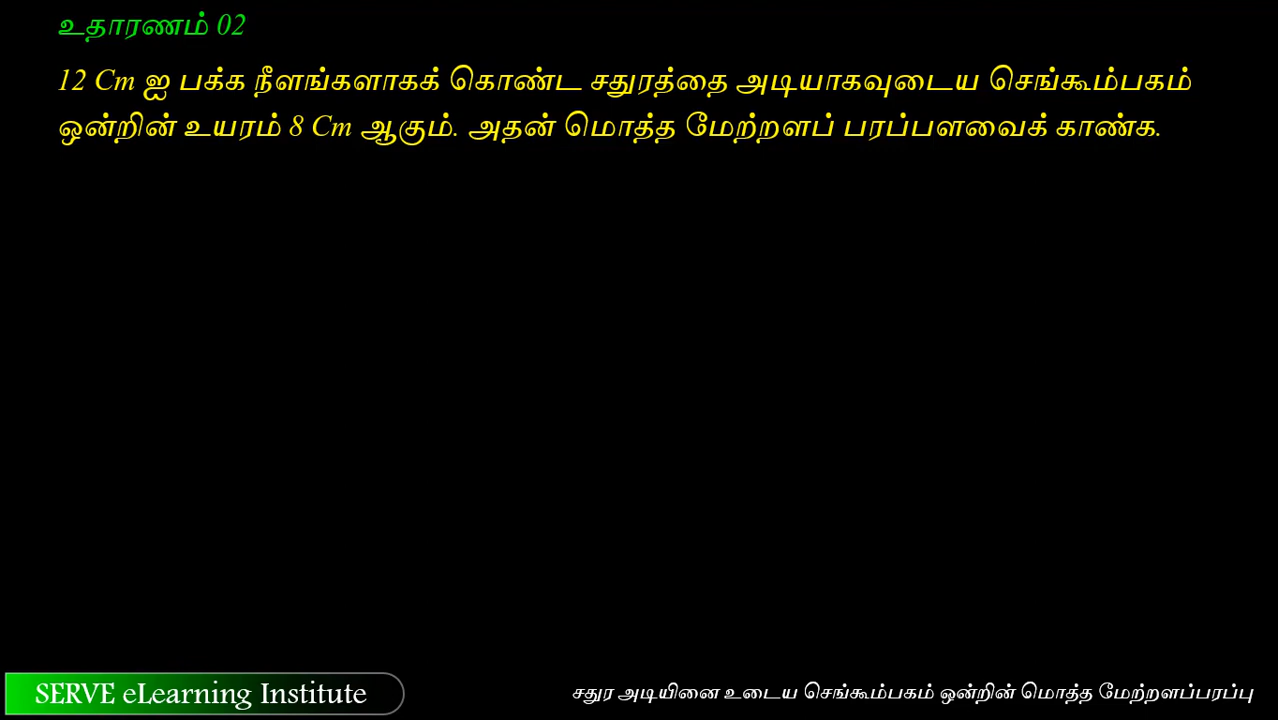 உதாரணம் 02
12 Cm ஐ பக்க நீளங்களாகக் கொண்ட சதுரத்தை அடியாகவுடைய செங்கூம்பகம்
ஒன்றின் உயரம் 8 Cm ஆகும். அதன் மொத்த மேற்றளப் பரப்பளவைக் காண்க.
SERVE eLearning Institute
சதுர அடியினை உடைய செங்கூம்பகம் ஒன்றின் மொத்த மேற்றளப்பரப்பு